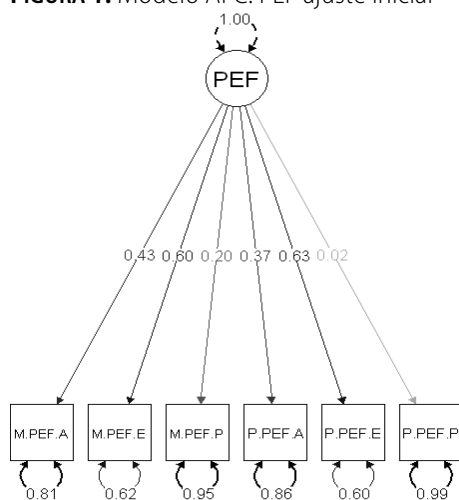 FIGURA 1. Modelo AFC: PEF ajuste inicial
1.00
PEF
0.43 0.60 0.20 0.37 0.63 0.02
M.PEF.A M.PEF.E M.PEF.P P.PEF.A P.PEF.E P.PEF.P
0.81 0.62 0.95 0.86 0.60 0.99